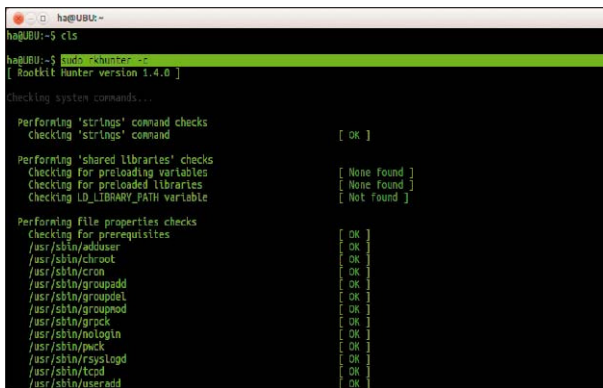 ha@UBU: ~
ha@UBU:~$ cls
ha@UBU:~$ sudo rkhunter -c
[ Rootkit Hunter version 1.4.0 ]
Checking system commands...
Performing 'strings' command checks
Checking 'strings' command [ OK ]
Performing 'shared libraries' checks
Checking for preloading variables [ None found ]
Checking for preloaded libraries [ None found ]
Checking LD_LIBRARY_PATH variable [ Not found ]
Performing file properties checks
Checking for prerequisites [ OK ]
/usr/sbin/adduser [ OK ]
/usr/sbin/chroot [ OK ]
/usr/sbin/cron [ OK ]
/usr/sbin/groupadd [ OK ]
/usr/sbin/groupdel [ OK ]
/usr/sbin/groupmod [ OK ]
/usr/sbin/grpck [ OK ]
/usr/sbin/nologin [ OK ]
/usr/sbin/pwck [ OK ]
/usr/sbin/rsyslogd [ OK ]
/usr/sbin/tcpd [ OK ]
/usr/sbin/useradd [ OK ]